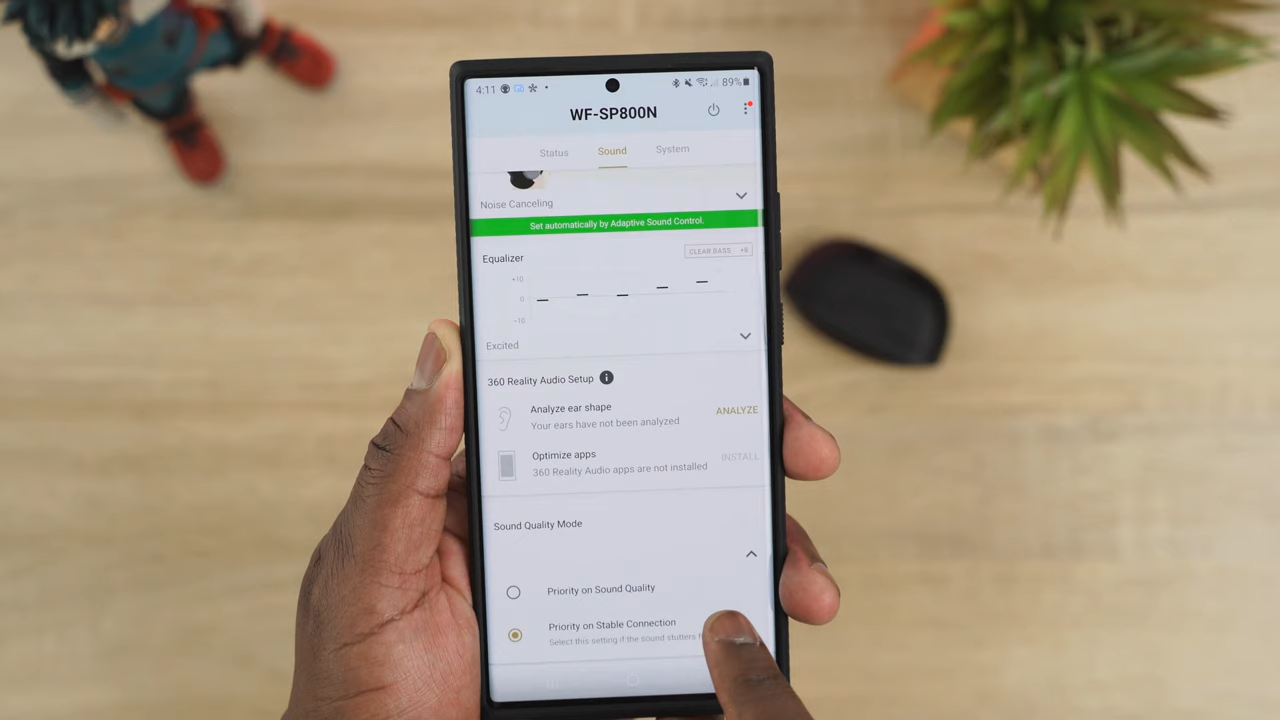 4:11 89%
WF-SP800N
Status Sound System
Noise Canceling
Set automatically by Adaptive Sound Control.
Equalizer CLEAR BASS +8
+10
0
-10
Excited
360 Reality Audio Setup
Analyze ear shape
Your ears have not been analyzed
ANALYZE
Optimize apps
360 Reality Audio apps are not installed
INSTALL
Sound Quality Mode
Priority on Sound Quality
Priority on Stable Connection
Select this setting if the sound stutters